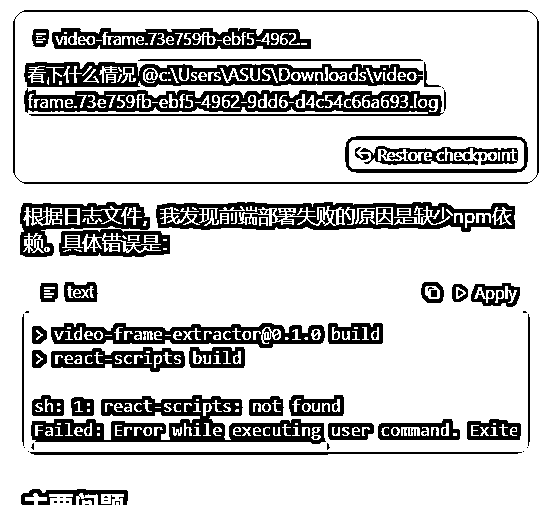 video-frame.73e759fb-ebf5-4962...
看下什么情况 @c:\Users\ASUS\Downloads\video-
frame.73e759fb-ebf5-4962-9dd6-d4c54c66a693.log
Restore checkpoint
根据日志文件，我发现前端部署失败的原因是缺少npm依
赖。具体错误是：
text
Apply
> video-frame-extractor@0.1.0 build
> react-scripts build
sh: 1: react-scripts: not found
Failed: Error while executing user command. Exite
主要问题